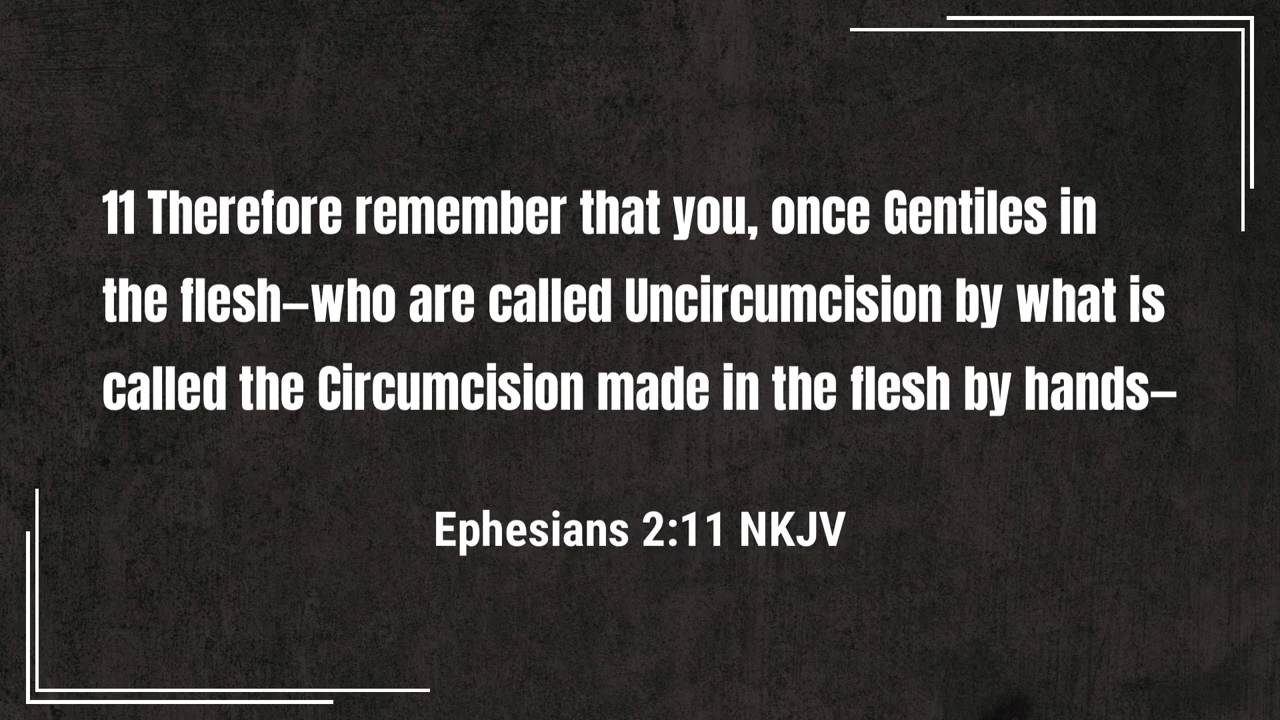 11 Therefore remember that you, once Gentiles in
the flesh—who are called Uncircumcision by what is
called the Circumcision made in the flesh by hands—
Ephesians 2:11 NKJV